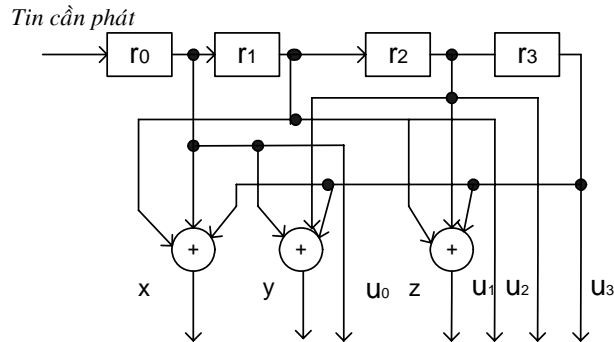 Tin cần phát
r0 r1 r2 r3
+ + +
x y u0 z u1 u2 u3